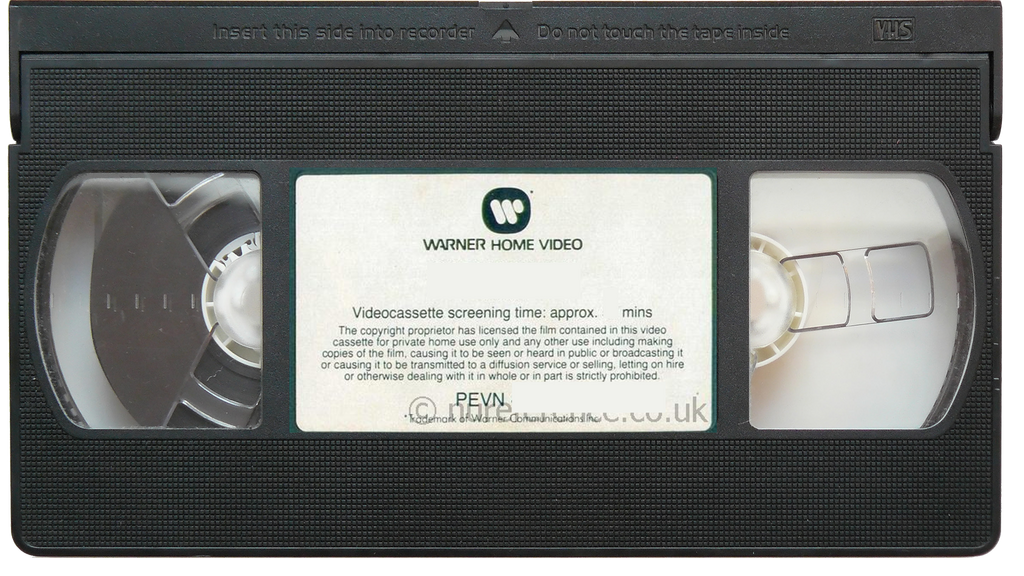 Insert this side into recorder Do not touch the tape inside VHS
WARNER HOME VIDEO
Videocassette screening time: approx. mins
The copyright proprietor has licensed the film contained in this video
cassette for private home use only and any other use including making
copies of the film, causing it to be seen or heard in public or broadcasting it
or causing it to be transmitted to a diffusion service or selling, letting on hire
or otherwise dealing with it in whole or in part is strictly prohibited.
PEVN
© .co.uk
*Trademark of Warner Communications Inc.